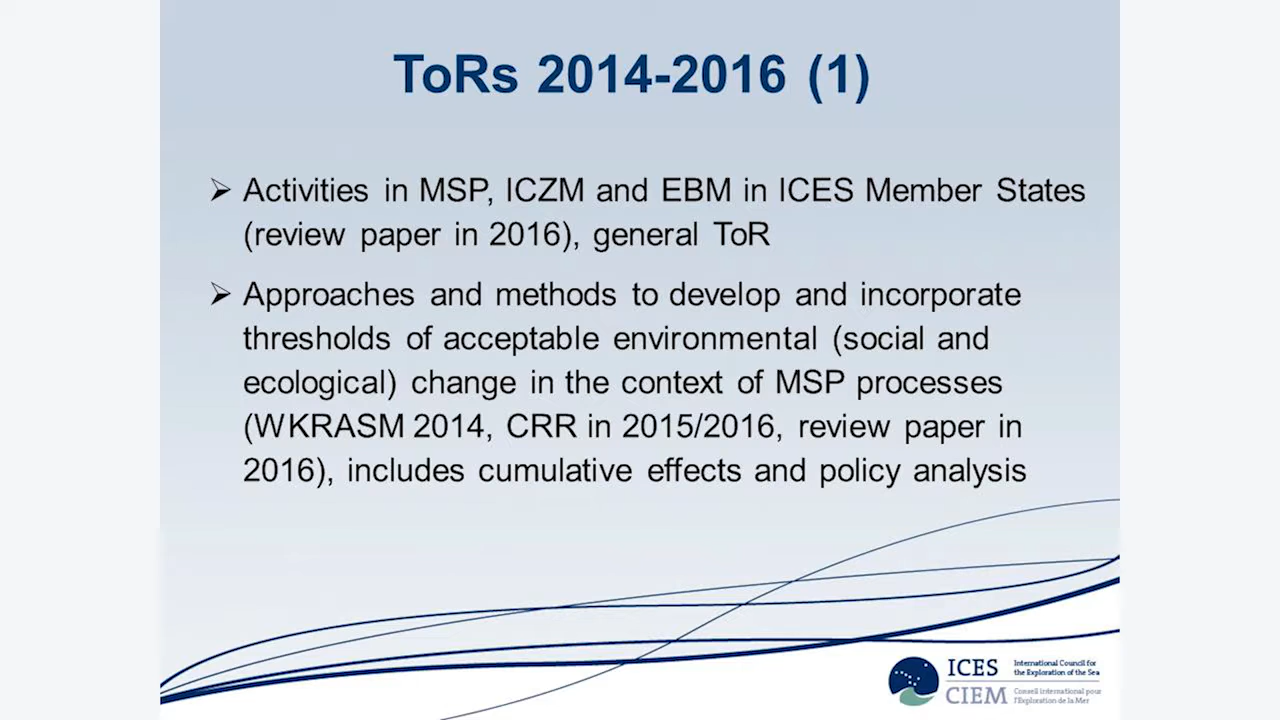 ToRs 2014-2016 (1)
➢ Activities in MSP, ICZM and EBM in ICES Member States
(review paper in 2016), general ToR
➢ Approaches and methods to develop and incorporate
thresholds of acceptable environmental (social and
ecological) change in the context of MSP processes
(WKRASM 2014, CRR in 2015/2016, review paper in
2016), includes cumulative effects and policy analysis
ICES
International Council for
the Exploration of the Sea
CIEM
Conseil International pour
l'Exploration de la Mer